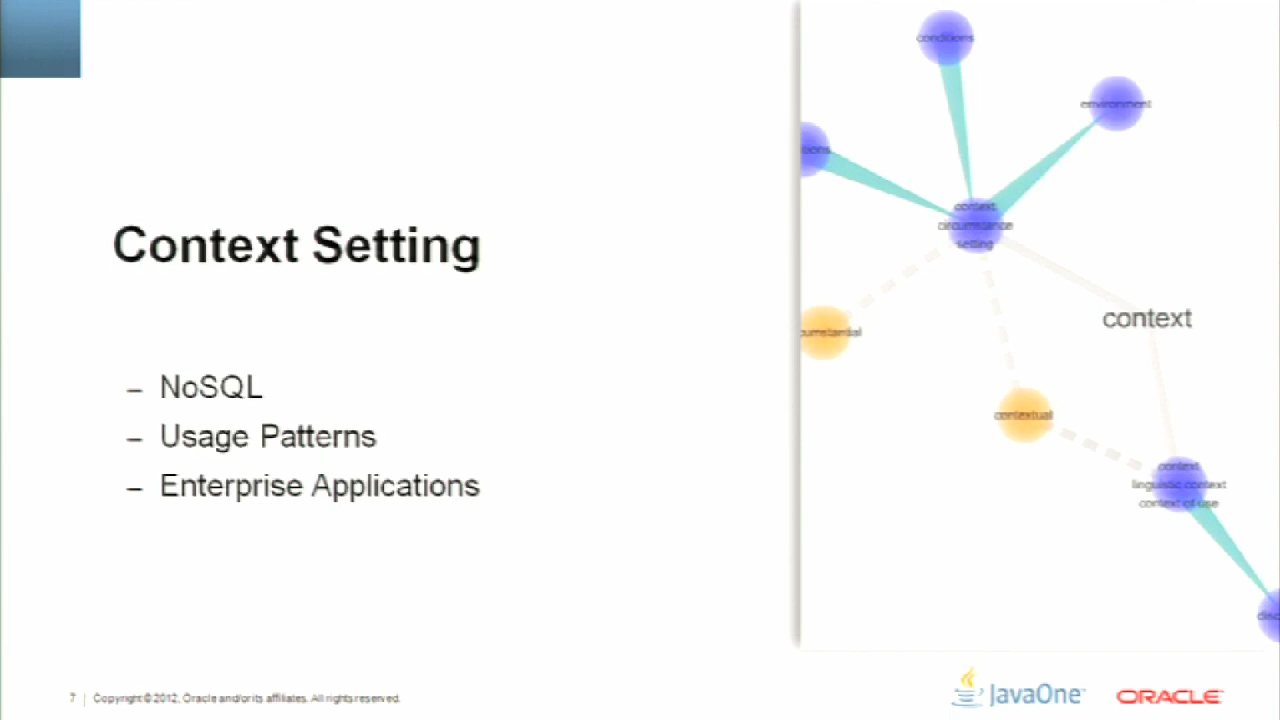 Context Setting
– NoSQL
– Usage Patterns
– Enterprise Applications
conditions
environment
context
circumstance
setting
context
contextual
context
linguistic context
context of use
7 Copyright © 2012, Oracle and/or its affiliates. All rights reserved.
JavaOne
ORACLE